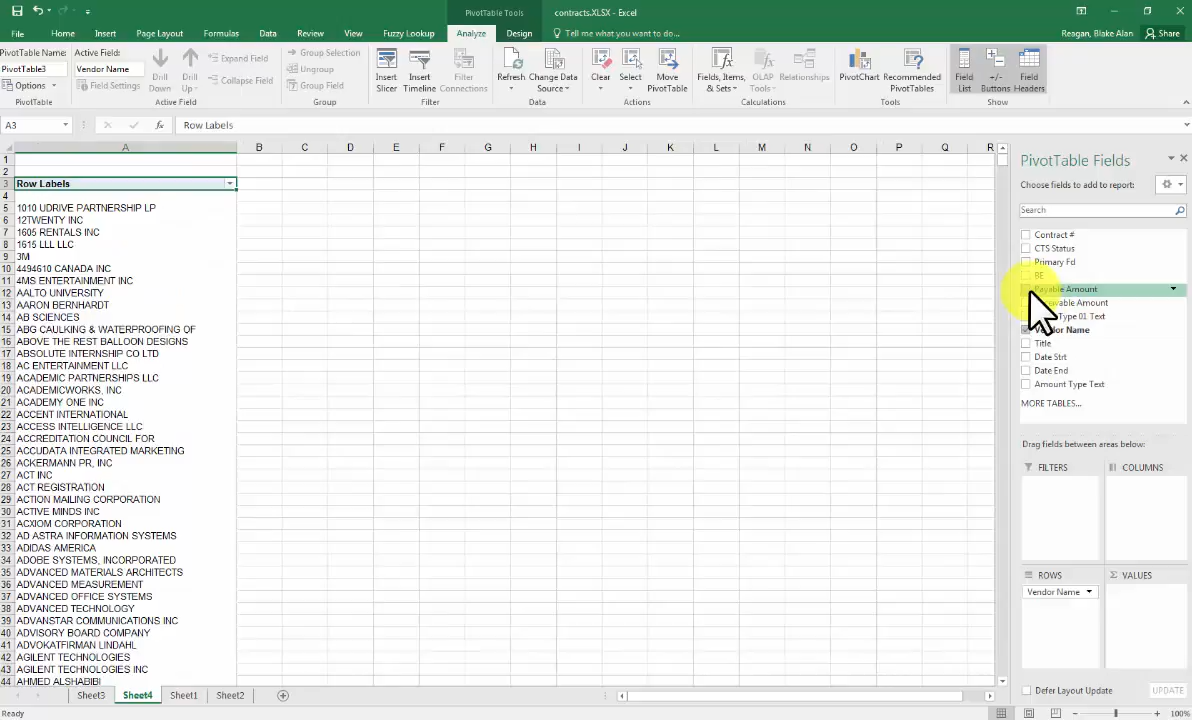 PivotTable Tools
contracts.XLSX - Excel
File Home Insert Page Layout Formulas Data Review View Fuzzy Lookup Analyze Design Tell me what you want to do... Reagan, Blake Alan Share
PivotTable Name:
PivotTable3
Options
PivotTable
Active Field:
Vendor Name
Field Settings
Drill Down
Drill Up
Expand Field
Collapse Field
Active Field
Group Selection
Ungroup
Group Field
Group
Insert Slicer
Insert Timeline
Filter Connections
Filter
Refresh
Change Data Source
Data
Clear
Select
Move PivotTable
Actions
Fields, Items, & Sets
OLAP Tools
Relationships
Calculations
PivotChart
Recommended PivotTables
Tools
Field List
+/- Buttons
Field Headers
Show
A3
fx
Row Labels
A B C D E F G H I J K L M N O P Q R
1
2
3 Row Labels
4
5 1010 UDRIVE PARTNERSHIP LP
6 12TWENTY INC
7 1605 RENTALS INC
8 1615 LLL LLC
9 3M
10 4494610 CANADA INC
11 4MS ENTERTAINMENT INC
12 AALTO UNIVERSITY
13 AARON BERNHARDT
14 AB SCIENCES
15 ABG CAULKING & WATERPROOFING OF
16 ABOVE THE REST BALLOON DESIGNS
17 ABSOLUTE INTERNSHIP CO LTD
18 AC ENTERTAINMENT LLC
19 ACADEMIC PARTNERSHIPS LLC
20 ACADEMICWORKS, INC
21 ACADEMY ONE INC
22 ACCENT INTERNATIONAL
23 ACCESS INTELLIGENCE LLC
24 ACCREDITATION COUNCIL FOR
25 ACCUDATA INTEGRATED MARKETING
26 ACKERMANN PR, INC
27 ACT INC
28 ACT REGISTRATION
29 ACTION MAILING CORPORATION
30 ACTIVE MINDS INC
31 ACXIOM CORPORATION
32 AD ASTRA INFORMATION SYSTEMS
33 ADIDAS AMERICA
34 ADOBE SYSTEMS, INCORPORATED
35 ADVANCED MATERIALS ARCHITECTS
36 ADVANCED MEASUREMENT
37 ADVANCED OFFICE SYSTEMS
38 ADVANCED TECHNOLOGY
39 ADVANSTAR COMMUNICATIONS INC
40 ADVISORY BOARD COMPANY
41 ADVOKATFIRMAN LINDAHL
42 AGILENT TECHNOLOGIES
43 AGILENT TECHNOLOGIES INC
44 AHMED ALSHABIBI
PivotTable Fields
Choose fields to add to report:
Search
Contract #
CTS Status
Primary Fd
BE
Payable Amount
Amount
Type 01 Text
Name
Title
Date Strt
Date End
Amount Type Text
MORE TABLES...
Drag fields between areas below:
FILTERS
COLUMNS
ROWS
Σ VALUES
Vendor Name
Defer Layout Update
UPDATE
Sheet3 Sheet4 Sheet1 Sheet2
Ready
100%